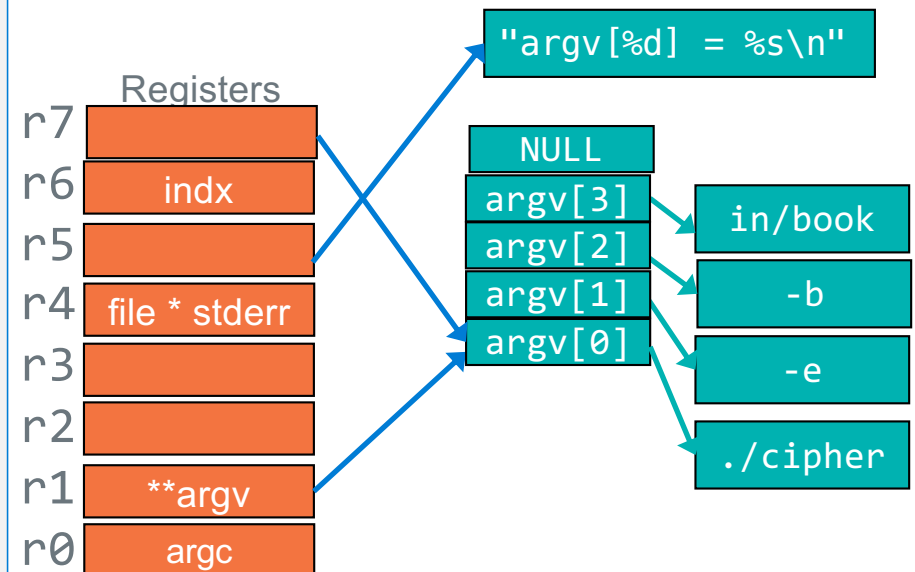 "argv[%d] = %s\n"
Registers
r7
r6 indx
r5
r4 file * stderr
r3
r2
r1 **argv
r0 argc
NULL
argv[3]
argv[2]
argv[1]
argv[0]
in/book
-b
-e
./cipher